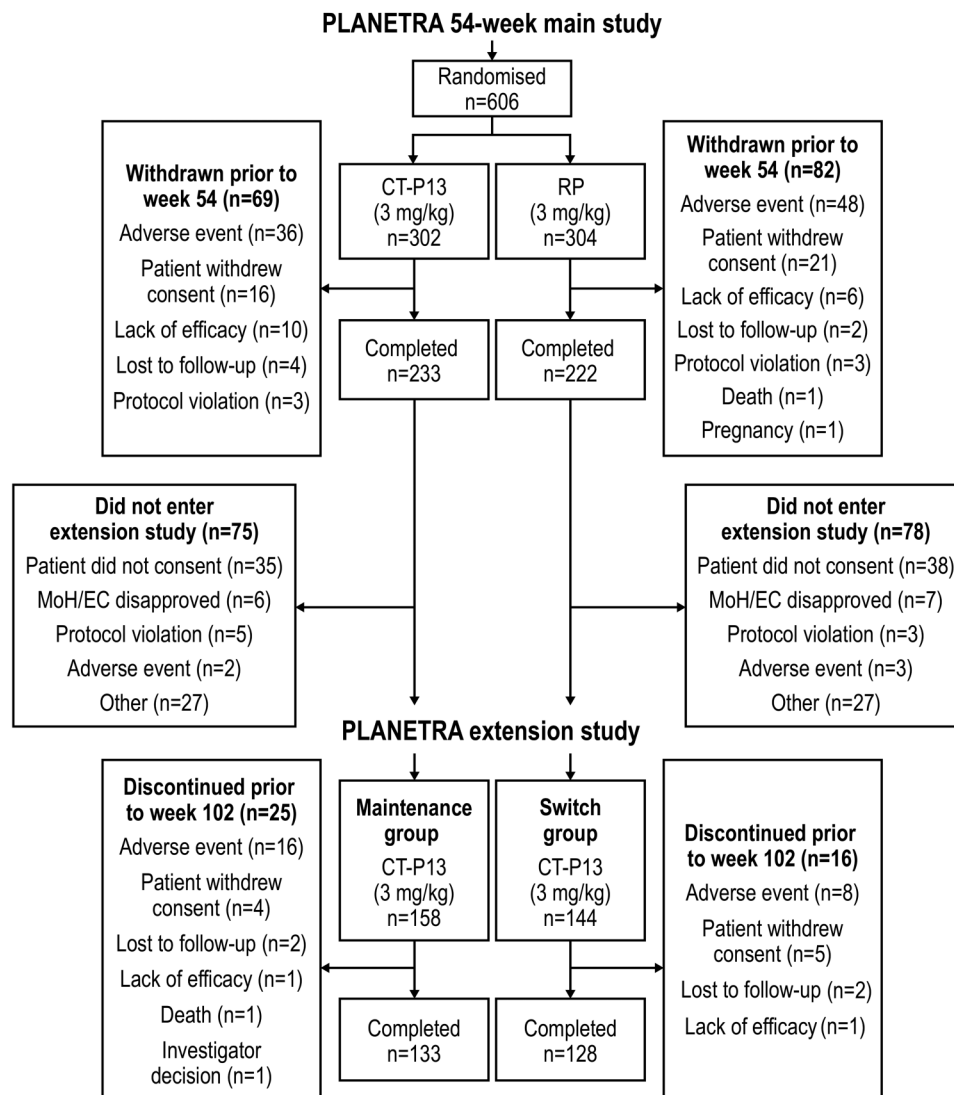 PLANETRA 54-week main study
Randomised
n=606
Withdrawn prior to
week 54 (n=69)
Adverse event (n=36)
Patient withdrew
consent (n=16)
Lack of efficacy (n=10)
Lost to follow-up (n=4)
Protocol violation (n=3)
CT-P13
(3 mg/kg)
n=302
RP
(3 mg/kg)
n=304
Withdrawn prior to
week 54 (n=82)
Adverse event (n=48)
Patient withdrew
consent (n=21)
Lack of efficacy (n=6)
Lost to follow-up (n=2)
Protocol violation (n=3)
Death (n=1)
Pregnancy (n=1)
Completed
n=233
Completed
n=222
Did not enter
extension study (n=75)
Patient did not consent (n=35)
MoH/EC disapproved (n=6)
Protocol violation (n=5)
Adverse event (n=2)
Other (n=27)
Did not enter
extension study (n=78)
Patient did not consent (n=38)
MoH/EC disapproved (n=7)
Protocol violation (n=3)
Adverse event (n=3)
Other (n=27)
PLANETRA extension study
Discontinued prior
to week 102 (n=25)
Adverse event (n=16)
Patient withdrew
consent (n=4)
Lost to follow-up (n=2)
Lack of efficacy (n=1)
Death (n=1)
Investigator
decision (n=1)
Maintenance
group
CT-P13
(3 mg/kg)
n=158
Switch
group
CT-P13
(3 mg/kg)
n=144
Discontinued prior
to week 102 (n=16)
Adverse event (n=8)
Patient withdrew
consent (n=5)
Lost to follow-up (n=2)
Lack of efficacy (n=1)
Completed
n=133
Completed
n=128